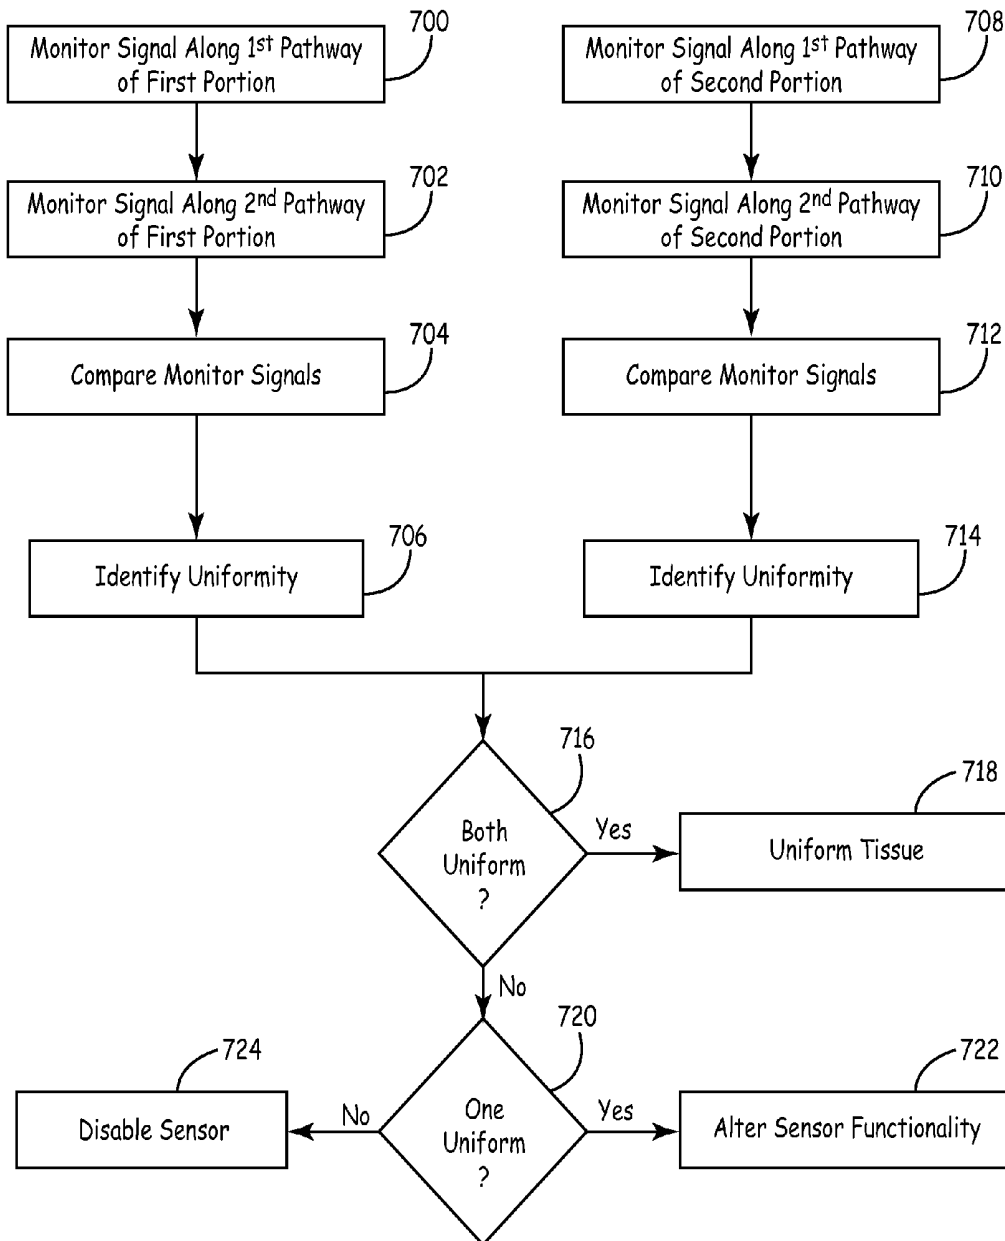 700
Monitor Signal Along 1st Pathway
of First Portion
702
Monitor Signal Along 2nd Pathway
of First Portion
704
Compare Monitor Signals
706
Identify Uniformity
708
Monitor Signal Along 1st Pathway
of Second Portion
710
Monitor Signal Along 2nd Pathway
of Second Portion
712
Compare Monitor Signals
714
Identify Uniformity
716
Both
Uniform
?
Yes
718
Uniform Tissue
No
720
One
Uniform
?
Yes
722
Alter Sensor Functionality
No
724
Disable Sensor